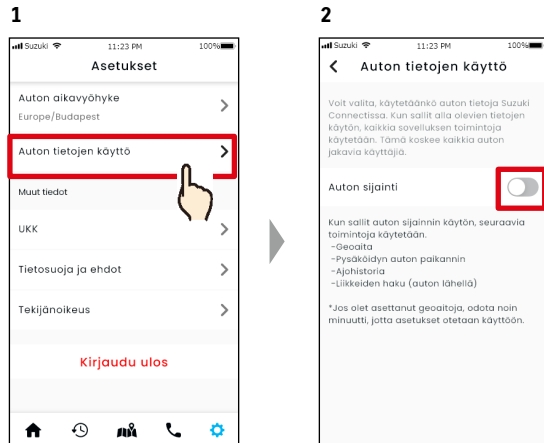 1
Suzuki 11:23 PM 100%
Asetukset
Auton aikavyöhyke
Europe/Budapest
Auton tietojen käyttö
Muut tiedot
UKK
Tietosuoja ja ehdot
Tekijänoikeus
Kirjaudu ulos
2
Suzuki 11:23 PM 100%
Auton tietojen käyttö
Voit valita, käytetäänkö auton tietoja Suzuki
Connectissa. Kun sallit alla olevien tietojen
käytön, kaikkia sovelluksen toimintoja
käytetään. Tämä koskee kaikkia auton
jakavia käyttäjiä.
Auton sijainti
Kun sallit auton sijainnin käytön, seuraavia
toimintoja käytetään.
-Geoaita
-Pysäköidyn auton paikannin
-Ajohistoria
-Liikkeiden haku (auton lähellä)
*Jos olet asettanut geoaitoja, odota noin
minuutti, jotta asetukset otetaan käyttöön.